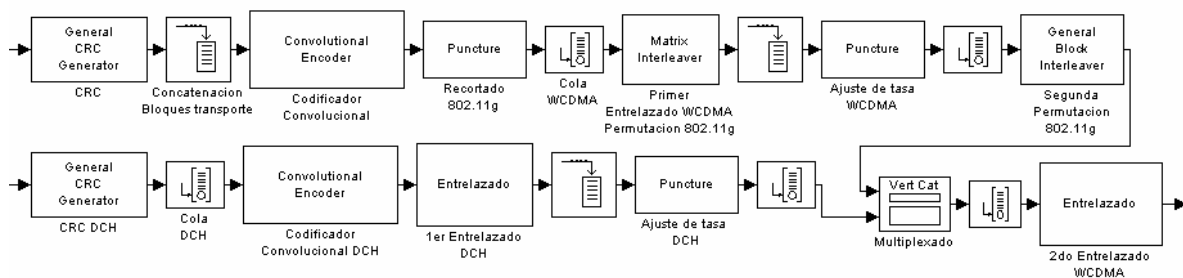 General
CRC
Generator
CRC
Concatenacion
Bloques transporte
Convolutional
Encoder
Codificador
Convolucional
Puncture
Recortado
802.11g
Cola
WCDMA
Matrix
Interleaver
Primer
Entrelazado WCDMA
Permutacion 802.11g
Puncture
Ajuste de tasa
WCDMA
General
Block
Interleaver
Segunda
Permutacion
802.11g
General
CRC
Generator
CRC DCH
Cola
DCH
Convolutional
Encoder
Codificador
Convolucional DCH
Entrelazado
1er Entrelazado
DCH
Puncture
Ajuste de tasa
DCH
Vert Cat
Multiplexado
Entrelazado
2do Entrelazado
WCDMA